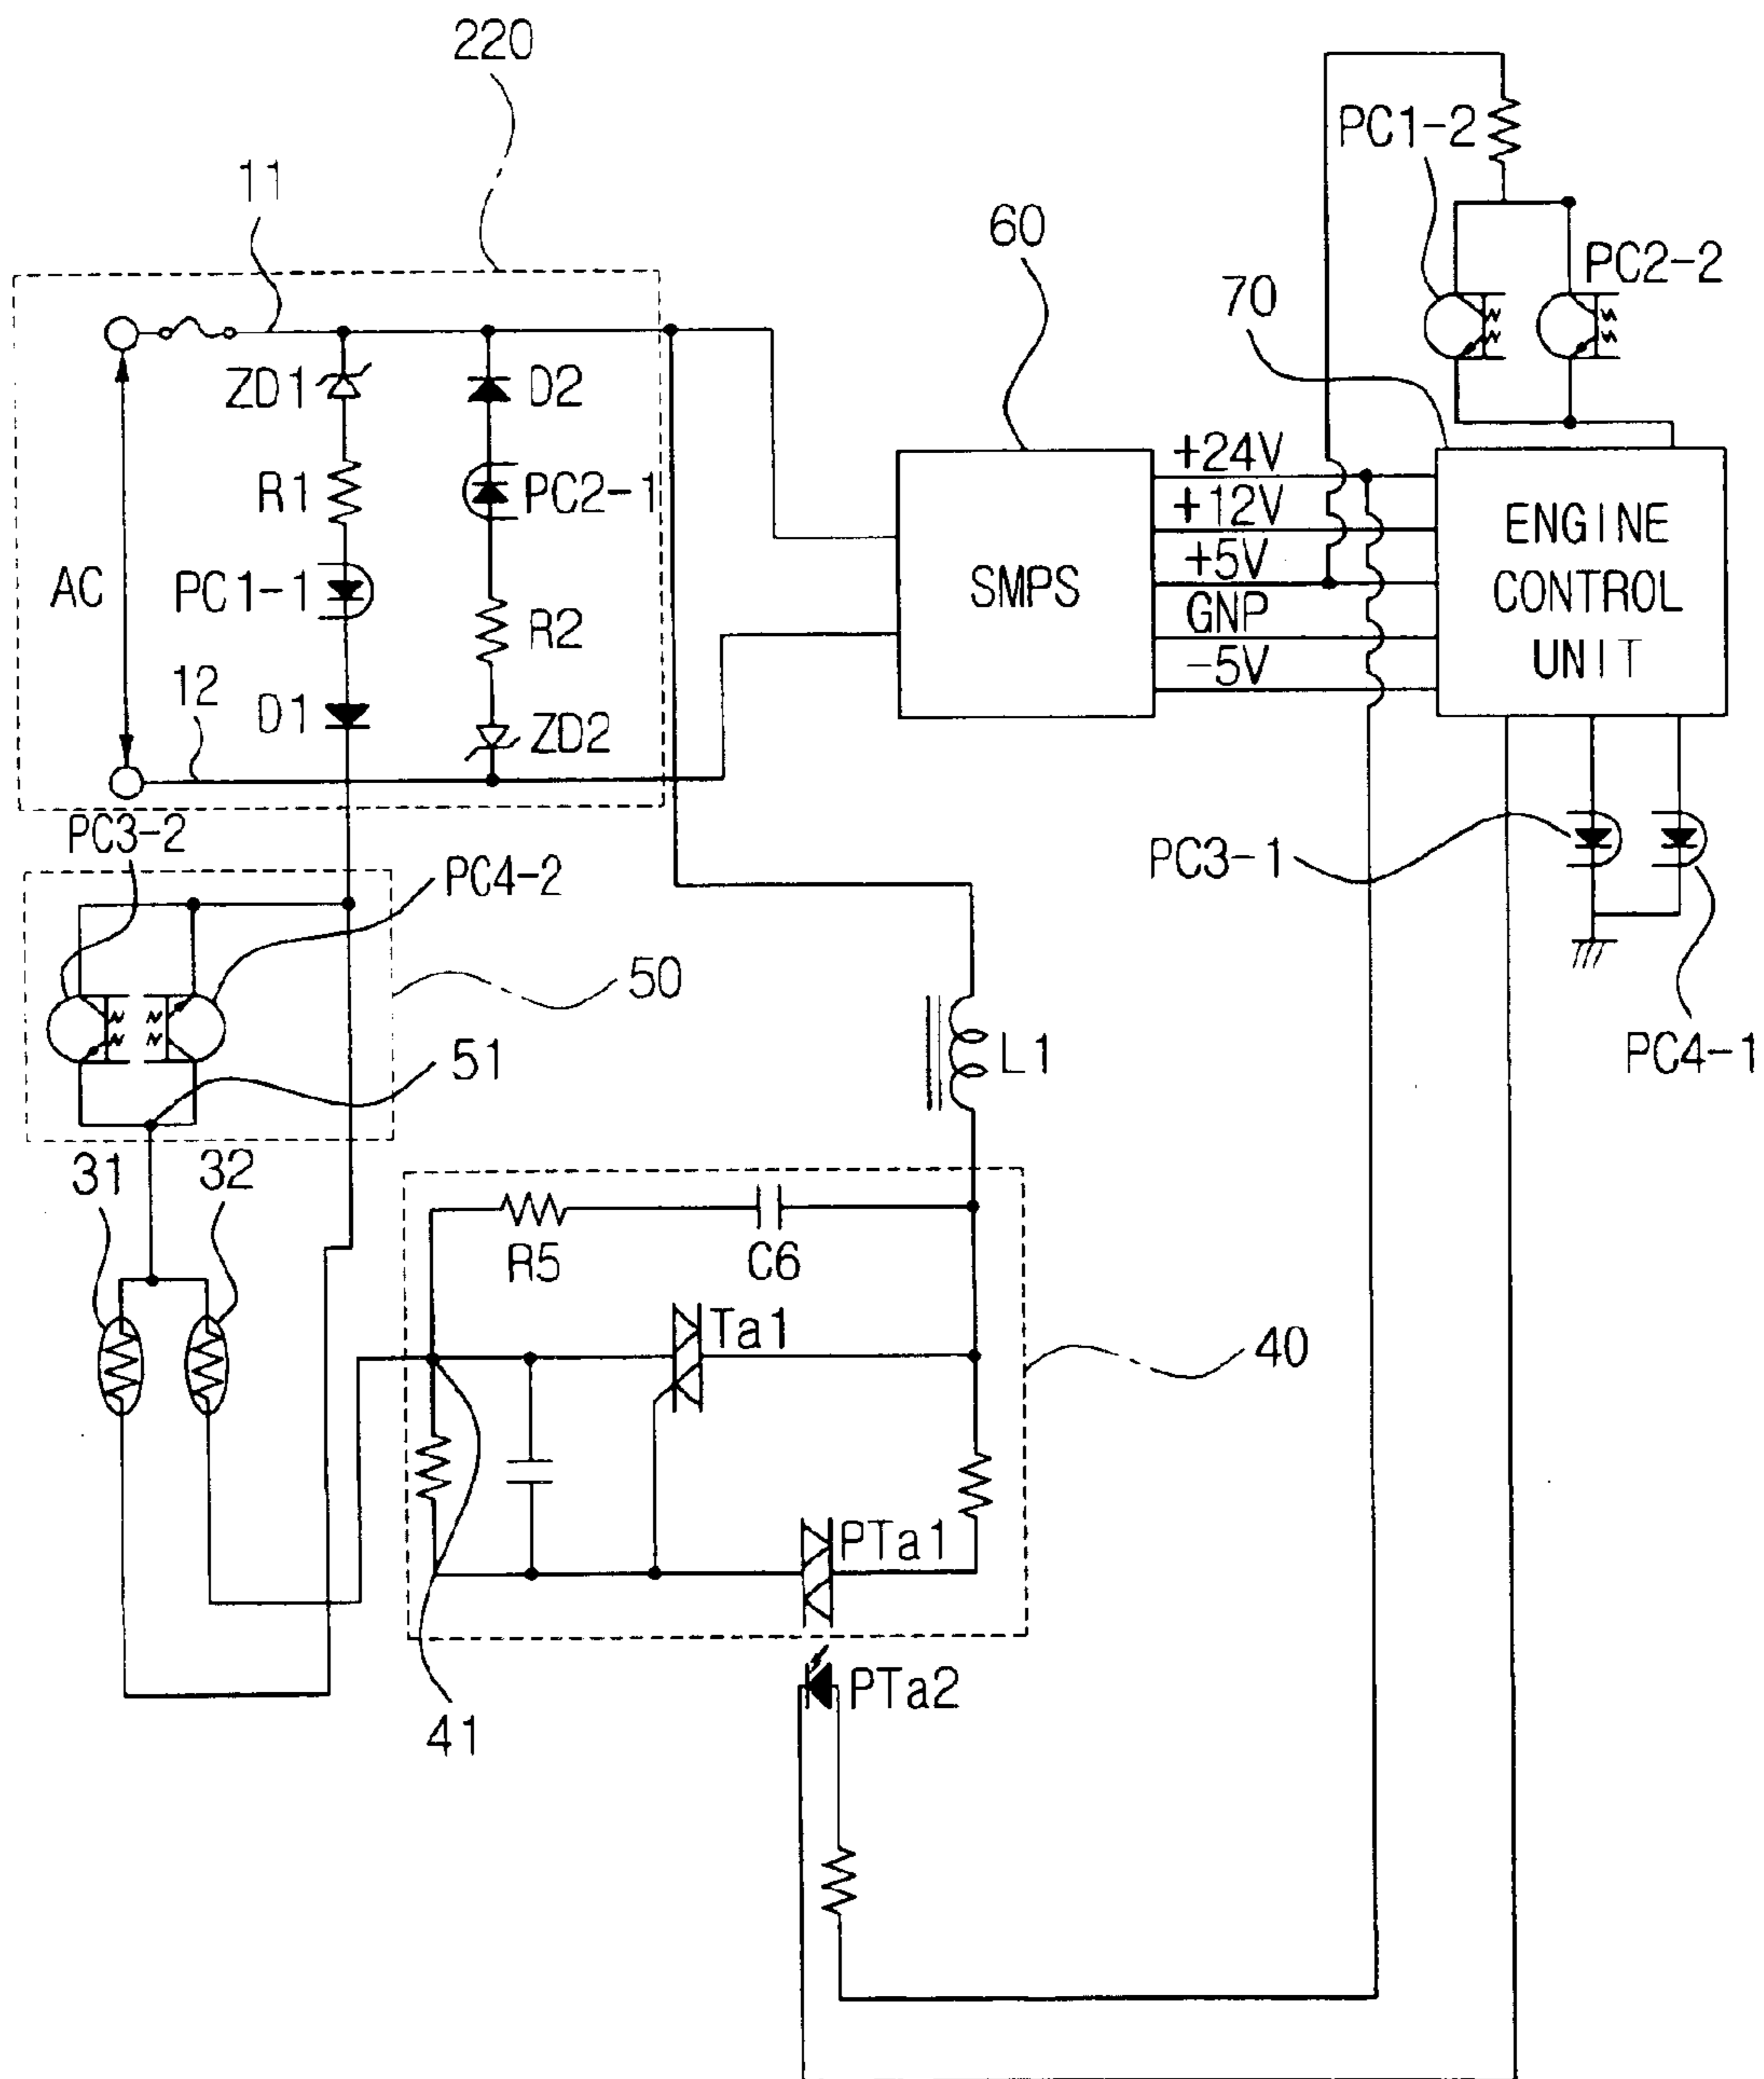 220
11
PC1-2
60
PC2-2
70
ZD1
D2
+24V
R1
PC2-1
+12V
ENGINE
CONTROL
UNIT
AC
PC1-1
SMPS
+5V
GNP
R2
-5V
12
D1
ZD2
PC3-2
PC4-2
PC3-1
50
L1
PC4-1
51
31
32
R5
C6
Ta1
40
PTa1
PTa2
41